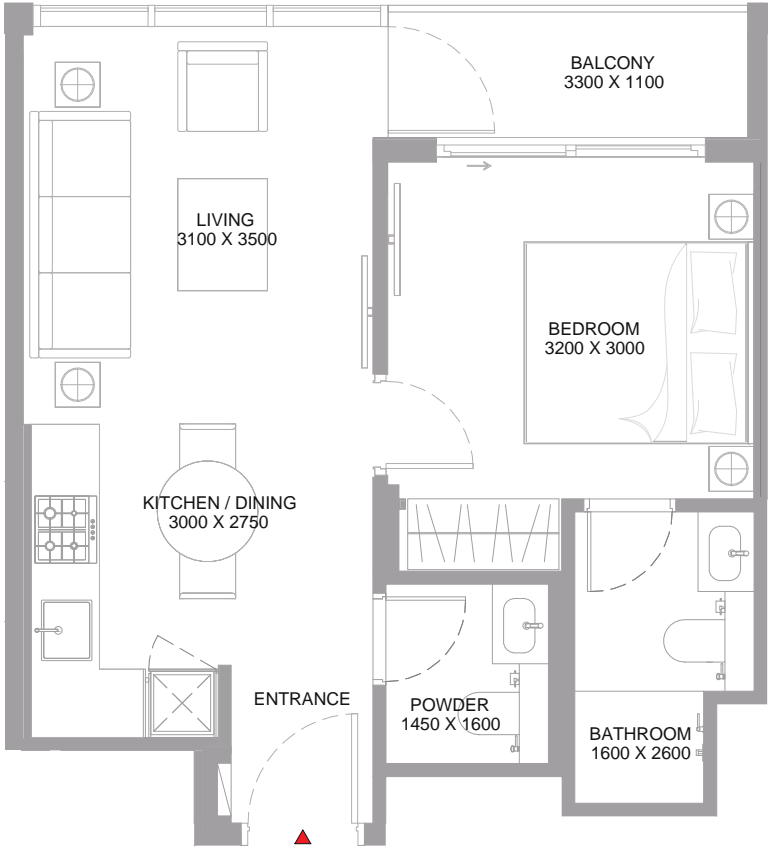 BALCONY
3300 X 1100
LIVING
3100 X 3500
BEDROOM
3200 X 3000
KITCHEN / DINING
3000 X 2750
ENTRANCE
POWDER
1450 X 1600
BATHROOM
1600 X 2600